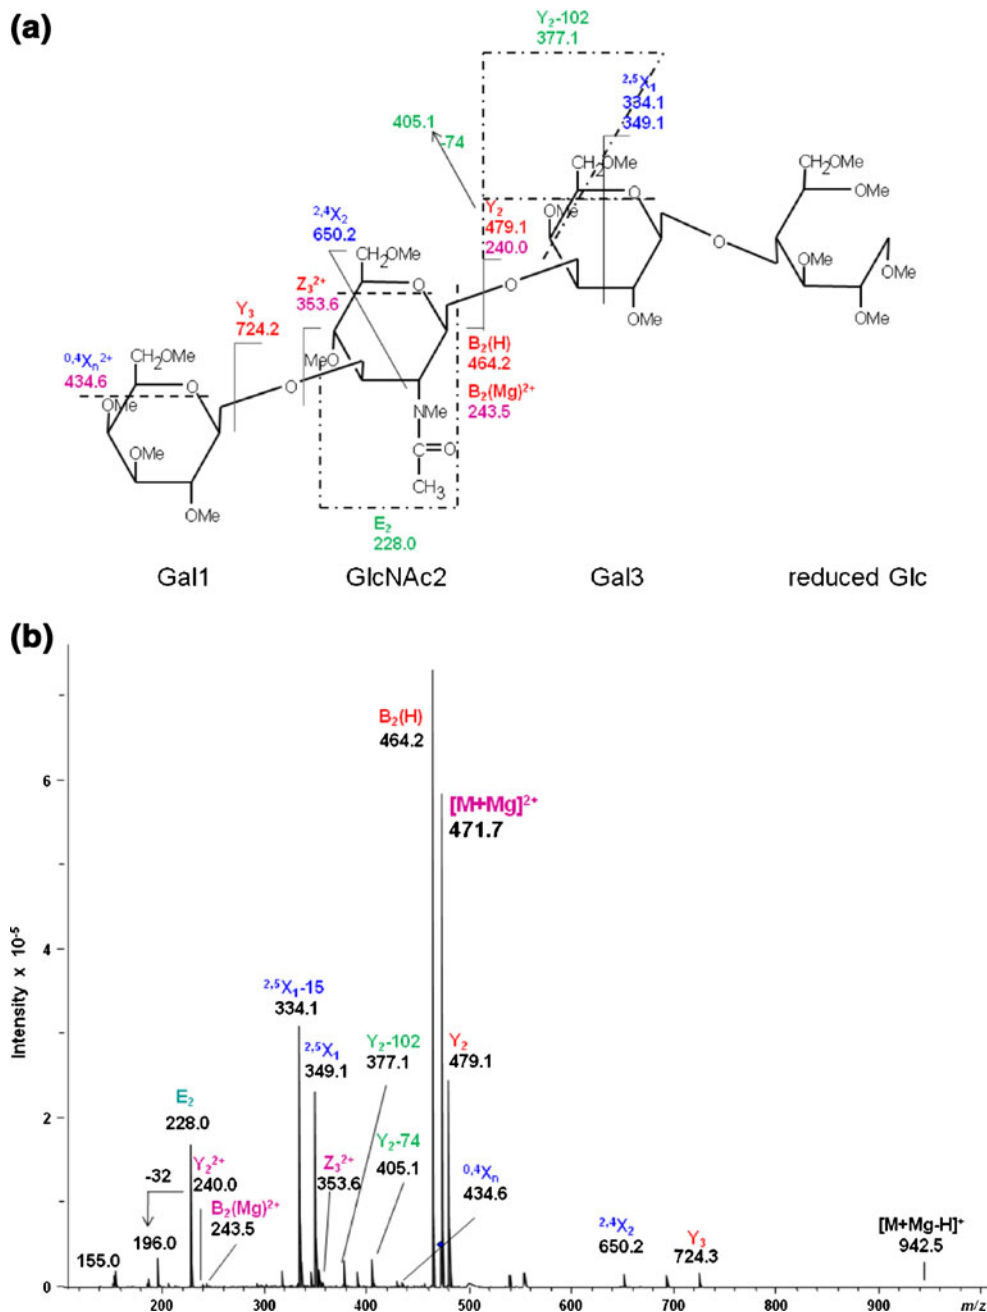 (a)
Y₂-102
377.1
²,⁵X₁
334.1
349.1
405.1
-74
CH₂OMe
CH₂OMe
OMe
²,⁴X₂
650.2
Y₂
479.1
240.0
OMe
O
O
O
CH₂OMe
Z₃²⁺
353.6
O
OMe
OMe
OMe
Y₃
724.2
OMe
OMe
⁰,⁴Xₙ²⁺
434.6
CH₂OMe
MeO
B₂(H)
464.2
O
O
B₂(Mg)²⁺
243.5
OMe
NMe
OMe
C=O
CH₃
OMe
E₂
228.0
Gal1 GlcNAc2 Gal3 reduced Glc
(b)
B₂(H)
464.2
[M+Mg]²⁺
471.7
²,⁵X₁-15
334.1
²,⁵X₁
349.1
Y₂-102
377.1
Y₂
479.1
E₂
228.0
Y₂²⁺
240.0
-32
B₂(Mg)²⁺
243.5
196.0
155.0
Z₃²⁺
353.6
Y₂-74
405.1
⁰,⁴Xₙ
434.6
²,⁴X₂
650.2
Y₃
724.3
[M+Mg-H]⁺
942.5
Intensity x 10⁻⁵
6
4
2
0
200 300 400 500 600 700 800 900 m/z